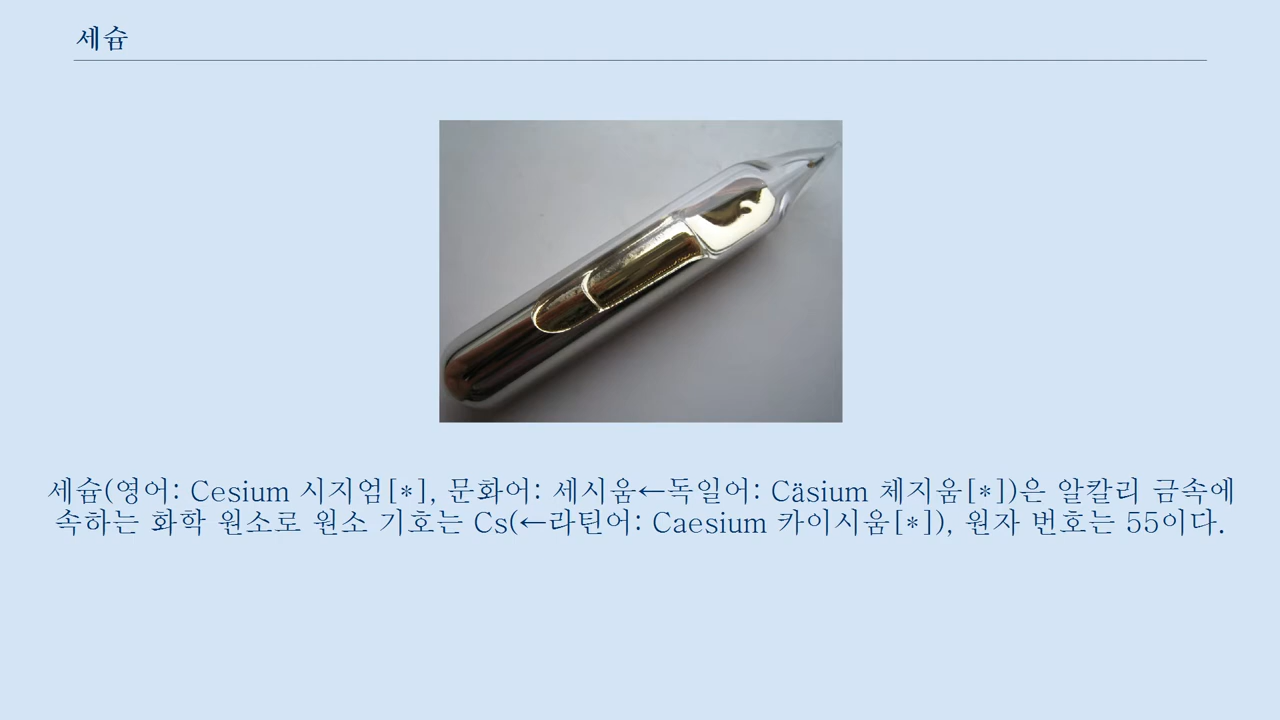 세슘
세슘(영어: Cesium 시지엄[*], 문화어: 세시움←독일어: Cäsium 체지움[*])은 알칼리 금속에
속하는 화학 원소로 원소 기호는 Cs(←라틴어: Caesium 카이시움[*]), 원자 번호는 55이다.